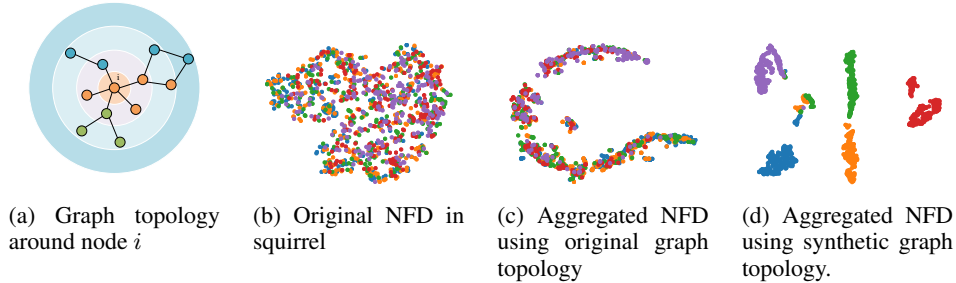 i
(a) Graph topology
around node i
(b) Original NFD in
squirrel
(c) Aggregated NFD
using original graph
topology
(d) Aggregated NFD
using synthetic graph
topology.